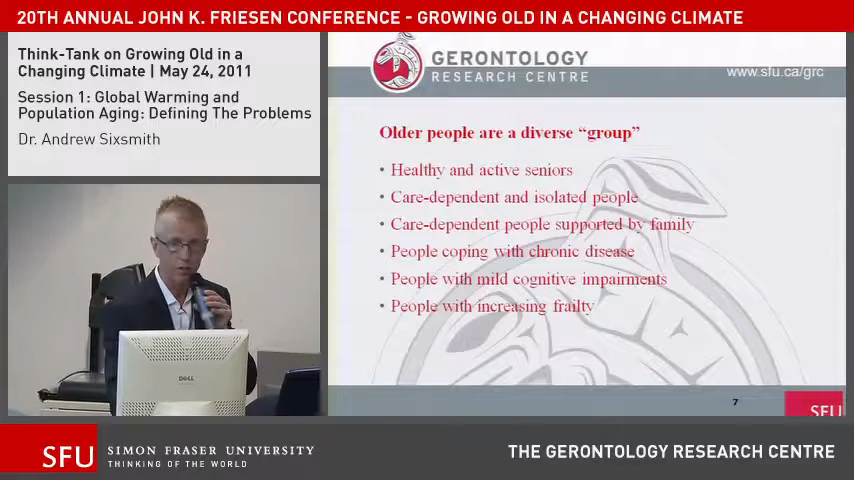 20TH ANNUAL JOHN K. FRIESEN CONFERENCE - GROWING OLD IN A CHANGING CLIMATE
Think-Tank on Growing Old in a
Changing Climate | May 24, 2011
Session 1: Global Warming and
Population Aging: Defining The Problems
Dr. Andrew Sixsmith
GERONTOLOGY
RESEARCH CENTRE
www.sfu.ca/grc
Older people are a diverse “group”
• Healthy and active seniors
• Care-dependent and isolated people
• Care-dependent people supported by family
• People coping with chronic disease
• People with mild cognitive impairments
• People with increasing frailty
7
SFU
DELL
SFU SIMON FRASER UNIVERSITY
THINKING OF THE WORLD
THE GERONTOLOGY RESEARCH CENTRE